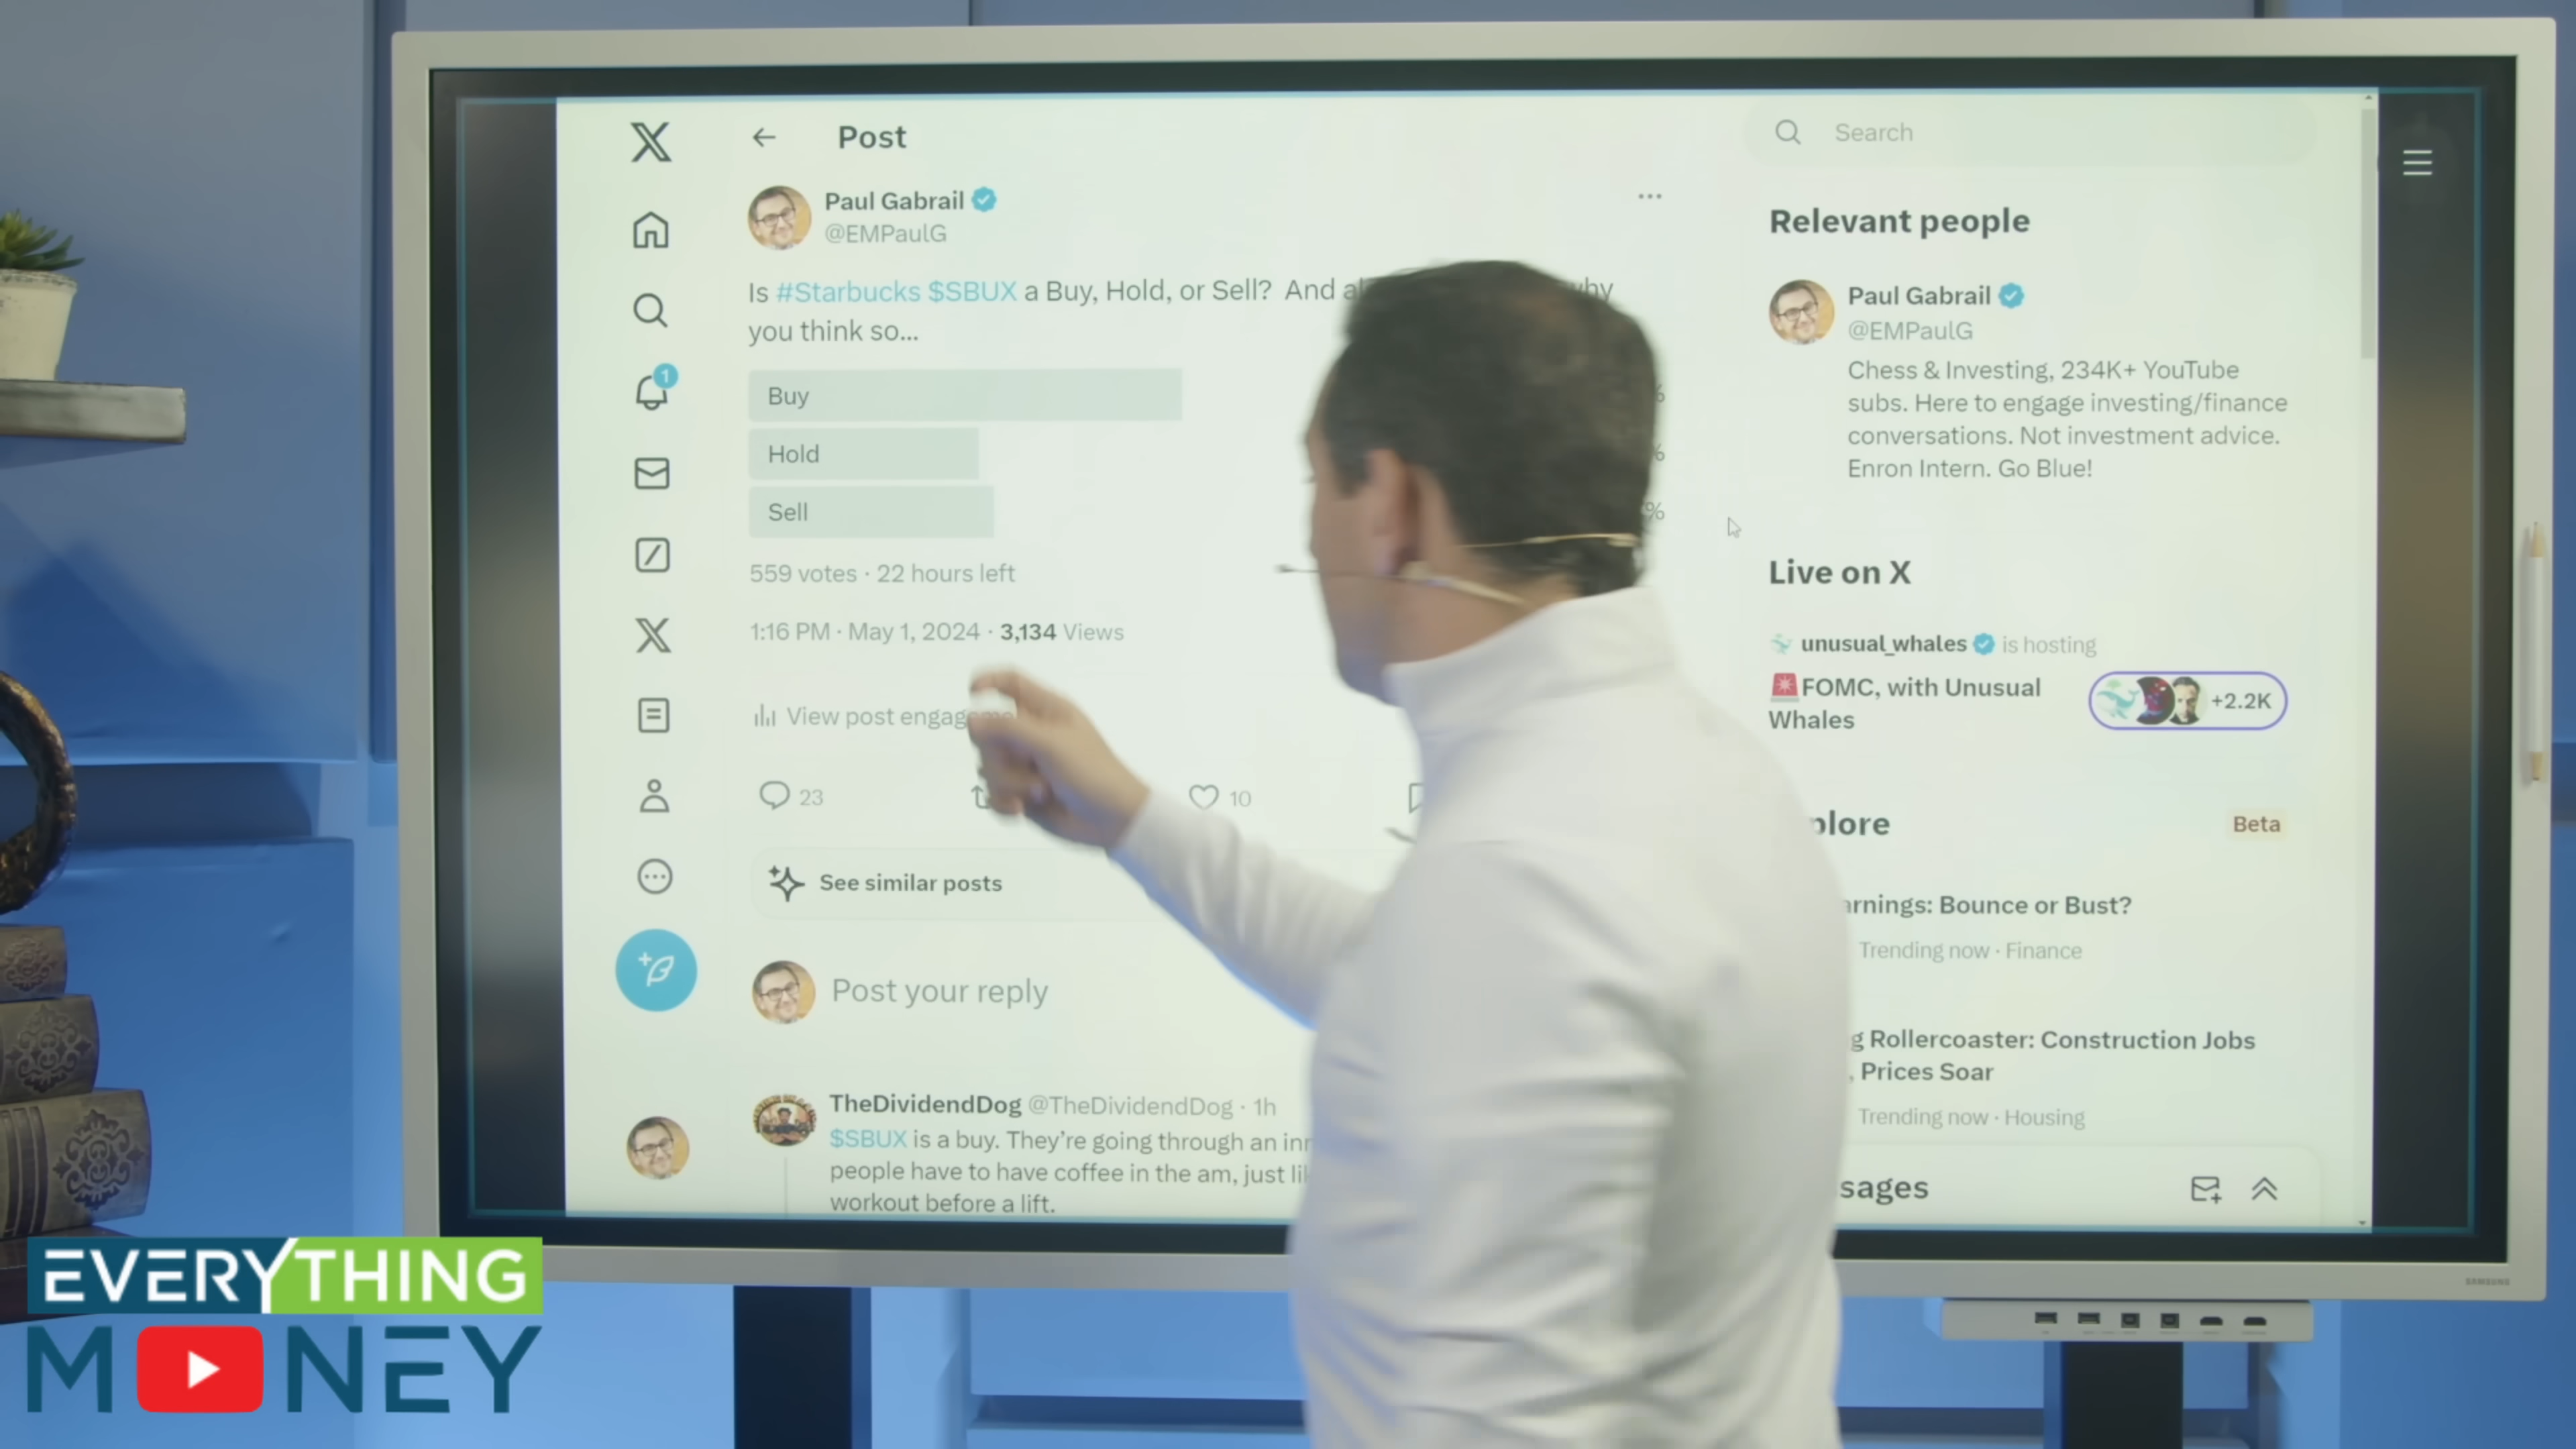 Post
Search
Paul Gabrail
@EMPaulG
Is #Starbucks $SBUX a Buy, Hold, or Sell? And
you think so...
Buy
%
Hold
%
Sell
%
559 votes · 22 hours left
1:16 PM · May 1, 2024 · 3,134 Views
View post
23
10
See similar posts
Post your reply
TheDividendDog @TheDividendDog · 1h
$SBUX is a buy. They're going through an
people have to have coffee in the am, just
workout before a lift.
1
Relevant people
Paul Gabrail
@EMPaulG
Chess & Investing, 234K+ YouTube
subs. Here to engage investing/finance
conversations. Not investment advice.
Enron Intern. Go Blue!
Live on X
unusual_whales is hosting
FOMC, with Unusual
Whales
+2.2K
Beta
Bounce or Bust?
Trending now · Finance
Rollercoaster: Construction Jobs
, Prices Soar
Trending now · Housing
SAMSUNG
EVERYTHING
MONEY